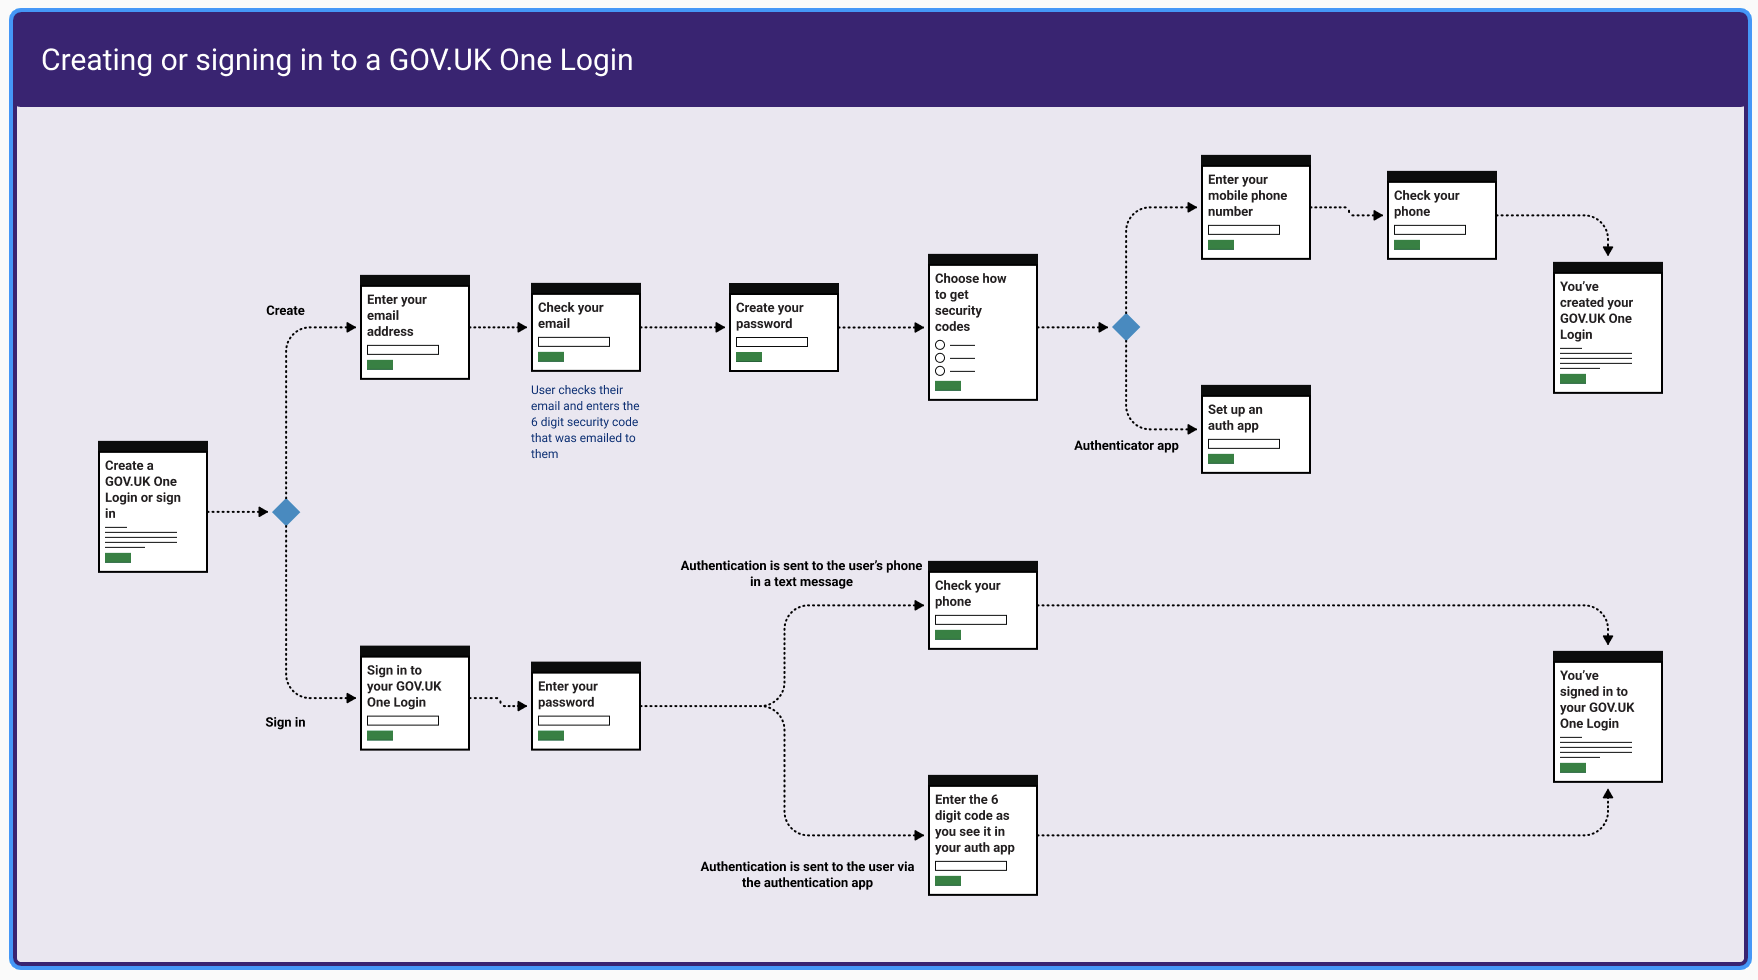 Creating or signing in to a GOV.UK One Login
Create a
GOV.UK One
Login or sign
in
Create
Enter your
email
address
Check your
email
User checks their
email and enters the
6 digit security code
that was emailed to
them
Create your
password
Choose how
to get
security
codes
Enter your
mobile phone
number
Check your
phone
You’ve
created your
GOV.UK One
Login
Authenticator app
Set up an
auth app
Sign in
Sign in to
your GOV.UK
One Login
Enter your
password
Authentication is sent to the user’s phone
in a text message
Check your
phone
Authentication is sent to the user via
the authentication app
Enter the 6
digit code as
you see it in
your auth app
You’ve
signed in to
your GOV.UK
One Login